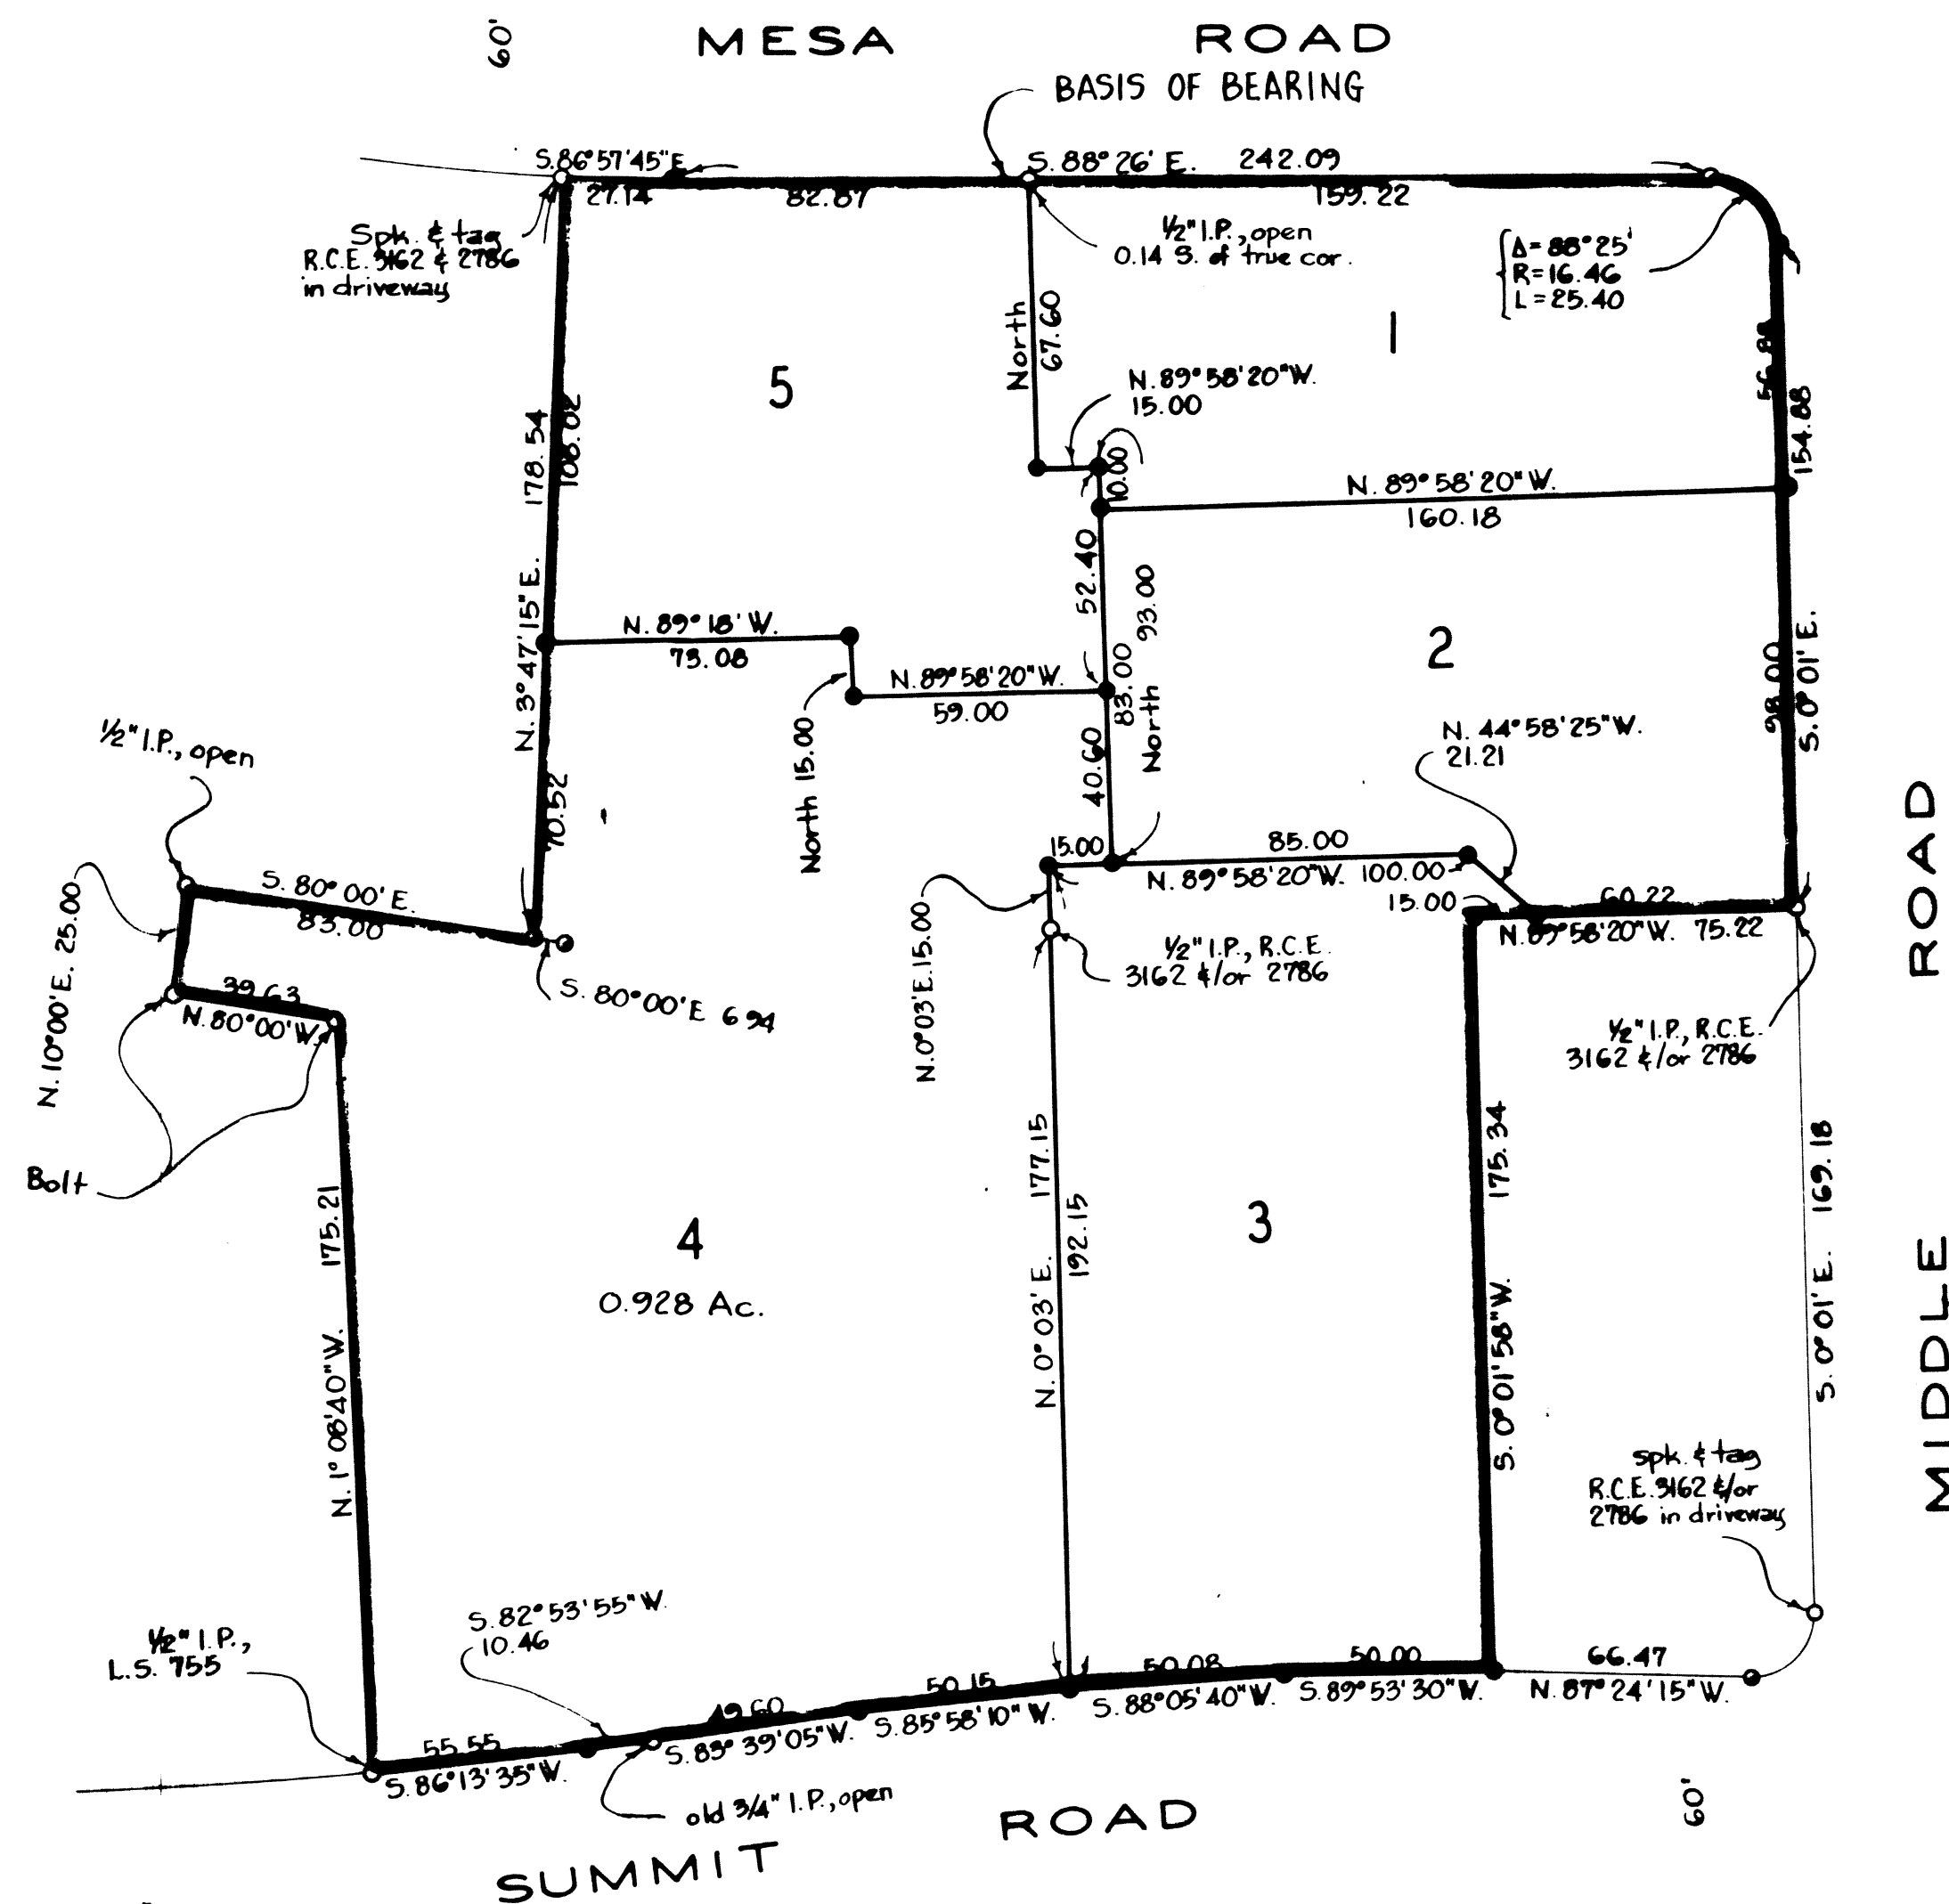 60'
MESA ROAD
BASIS OF BEARING
S.86°57'45"E.
27.14
82.87
S.88°26'E. 242.09
159.22
Spk. & tag
R.C.E. 3162 & 2786
in driveway
1/2" I.P., open
0.14 S. of true cor.
Δ=88°25'
R=16.46
L=25.40
1
5
North
67.60
N.89°58'20"W.
15.00
10.00
154.88
178.54
N.3°47'15"E.
N.89°58'20"W.
160.18
52.40
93.00
83.00
North
40.60
2
98.00
S.0°01'E.
N.89°18'W.
73.08
North 15.00
N.89°58'20"W.
59.00
70.52
N.44°58'25"W.
21.21
1/2" I.P., open
S.80°00'E.
83.00
N.10°00'E. 25.00
39.63
N.80°00'W.
S.80°00'E 6.94
Bolt
15.00
85.00
N.89°58'20"W. 100.00
15.00
60.22
N.89°58'20"W. 75.22
N.0°03'E. 15.00
1/2" I.P., R.C.E.
3162 &/or 2786
1/2" I.P., R.C.E.
3162 &/or 2786
ROAD
MIDDLE
175.21
N.1°08'40"W.
4
0.928 Ac.
177.15
N.0°03'E.
192.15
3
175.34
S.0°01'58"W.
169.18
S.0°01'E.
spk. & tag
R.C.E. 3162 &/or
2786 in driveway
1/2" I.P.,
L.S. 755
S.82°53'55"W.
10.46
55.55
S.86°13'35"W.
49.60
S.83°39'05"W.
50.15
S.85°58'10"W.
50.08
S.88°05'40"W.
50.00
S.89°53'30"W.
66.47
N.87°24'15"W.
old 3/4" I.P., open
60'
SUMMIT ROAD